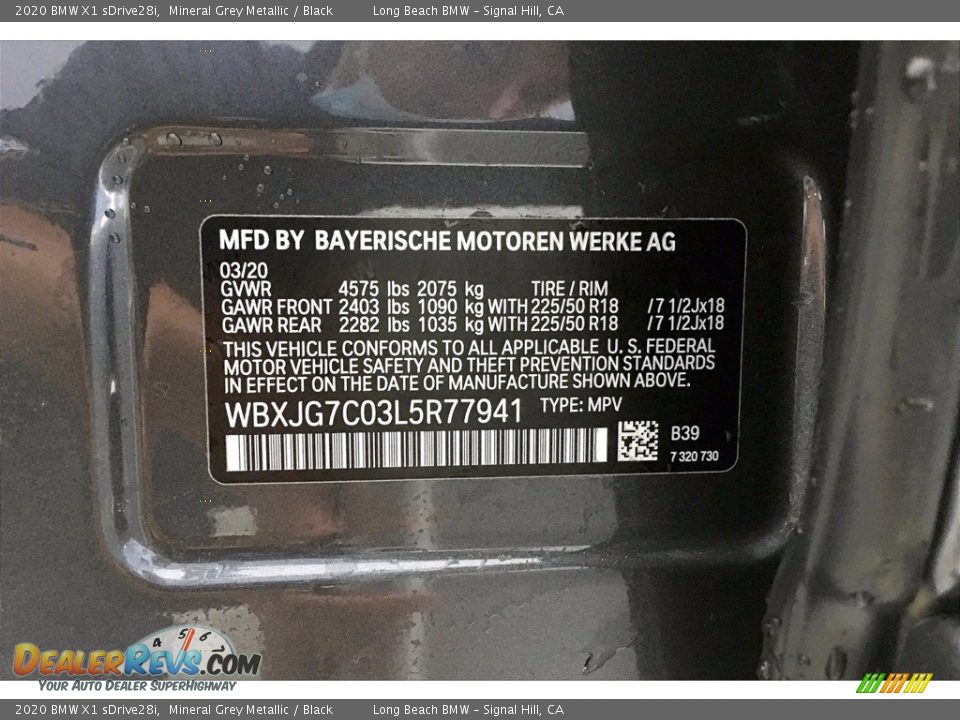 2020 BMW X1 sDrive28i, Mineral Grey Metallic / Black Long Beach BMW - Signal Hill, CA
MFD BY BAYERISCHE MOTOREN WERKE AG
03/20
GVWR 4575 lbs 2075 kg TIRE / RIM
GAWR FRONT 2403 lbs 1090 kg WITH 225/50 R18 / 7 1/2Jx18
GAWR REAR 2282 lbs 1035 kg WITH 225/50 R18 / 7 1/2Jx18
THIS VEHICLE CONFORMS TO ALL APPLICABLE U. S. FEDERAL
MOTOR VEHICLE SAFETY AND THEFT PREVENTION STANDARDS
IN EFFECT ON THE DATE OF MANUFACTURE SHOWN ABOVE.
WBXJG7C03L5R77941 TYPE: MPV
B39
7 320 730
4 5 6
DEALERREVS.COM
YOUR AUTO DEALER SUPERHIGHWAY
2020 BMW X1 sDrive28i, Mineral Grey Metallic / Black Long Beach BMW - Signal Hill, CA